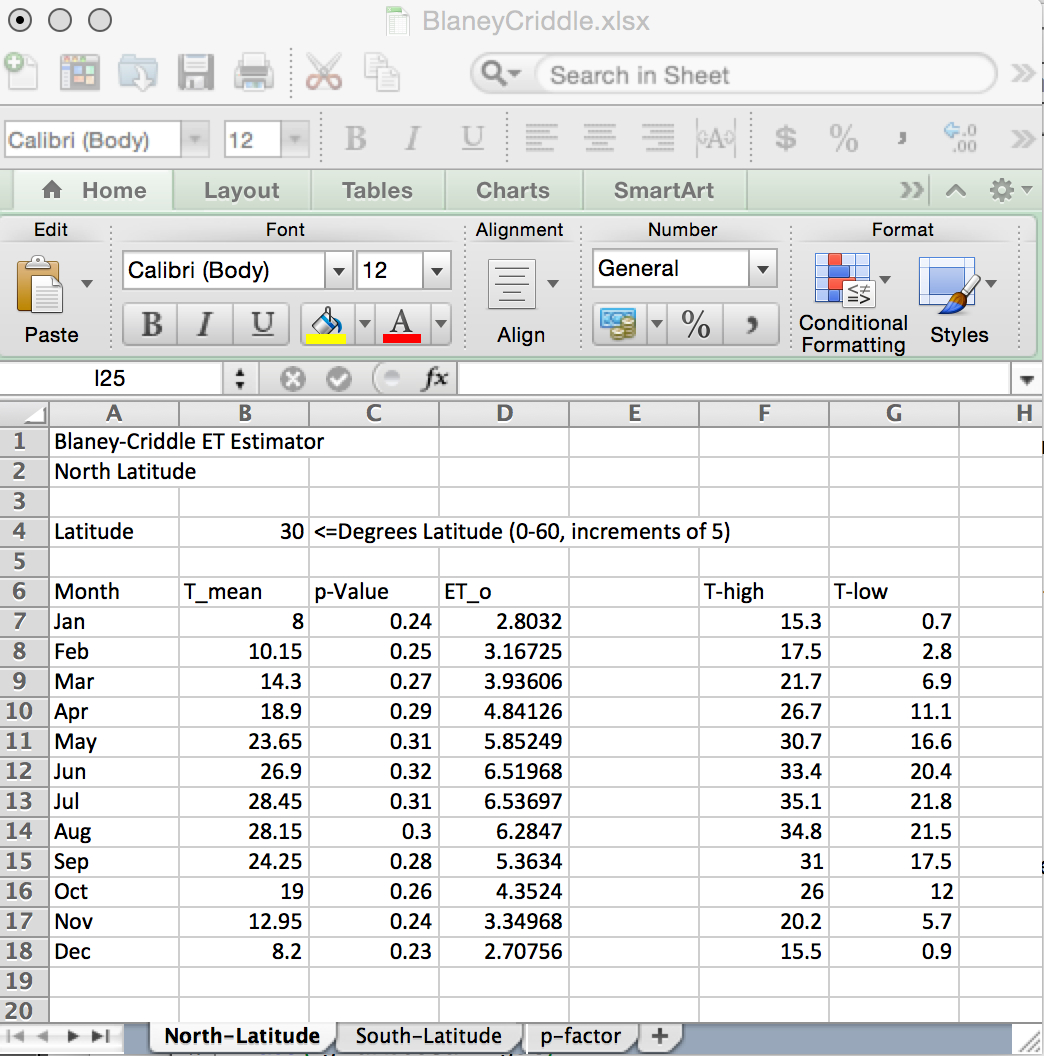 BlaneyCriddle.xlsx
Search in Sheet
Calibri (Body) 12 B I U A $ % , .0 .00
Home Layout Tables Charts SmartArt
Edit Font Alignment Number Format
Calibri (Body) 12 General
Paste B I U A Align % , Conditional Formatting Styles
I25 fx
A B C D E F G H
1 Blaney-Criddle ET Estimator
2 North Latitude
3
4 Latitude 30 <=Degrees Latitude (0-60, increments of 5)
5
6 Month T_mean p-Value ET_o T-high T-low
7 Jan 8 0.24 2.8032 15.3 0.7
8 Feb 10.15 0.25 3.16725 17.5 2.8
9 Mar 14.3 0.27 3.93606 21.7 6.9
10 Apr 18.9 0.29 4.84126 26.7 11.1
11 May 23.65 0.31 5.85249 30.7 16.6
12 Jun 26.9 0.32 6.51968 33.4 20.4
13 Jul 28.45 0.31 6.53697 35.1 21.8
14 Aug 28.15 0.3 6.2847 34.8 21.5
15 Sep 24.25 0.28 5.3634 31 17.5
16 Oct 19 0.26 4.3524 26 12
17 Nov 12.95 0.24 3.34968 20.2 5.7
18 Dec 8.2 0.23 2.70756 15.5 0.9
19
20
North-Latitude South-Latitude p-factor +